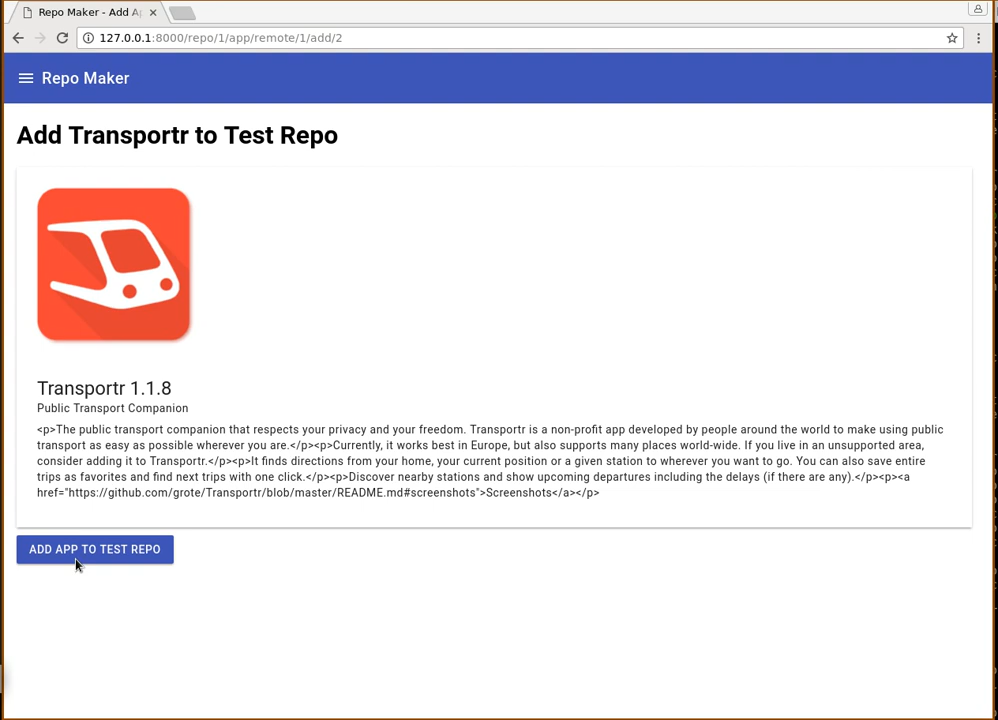 Repo Maker - Add A
127.0.0.1:8000/repo/1/app/remote/1/add/2
Repo Maker
Add Transportr to Test Repo
Transportr 1.1.8
Public Transport Companion
<p>The public transport companion that respects your privacy and your freedom. Transportr is a non-profit app developed by people around the world to make using public
transport as easy as possible wherever you are.</p><p>Currently, it works best in Europe, but also supports many places world-wide. If you live in an unsupported area,
consider adding it to Transportr.</p><p>It finds directions from your home, your current position or a given station to wherever you want to go. You can also save entire
trips as favorites and find next trips with one click.</p><p>Discover nearby stations and show upcoming departures including the delays (if there are any).</p><p><a
href="https://github.com/grote/Transportr/blob/master/README.md#screenshots">Screenshots</a></p>
ADD APP TO TEST REPO